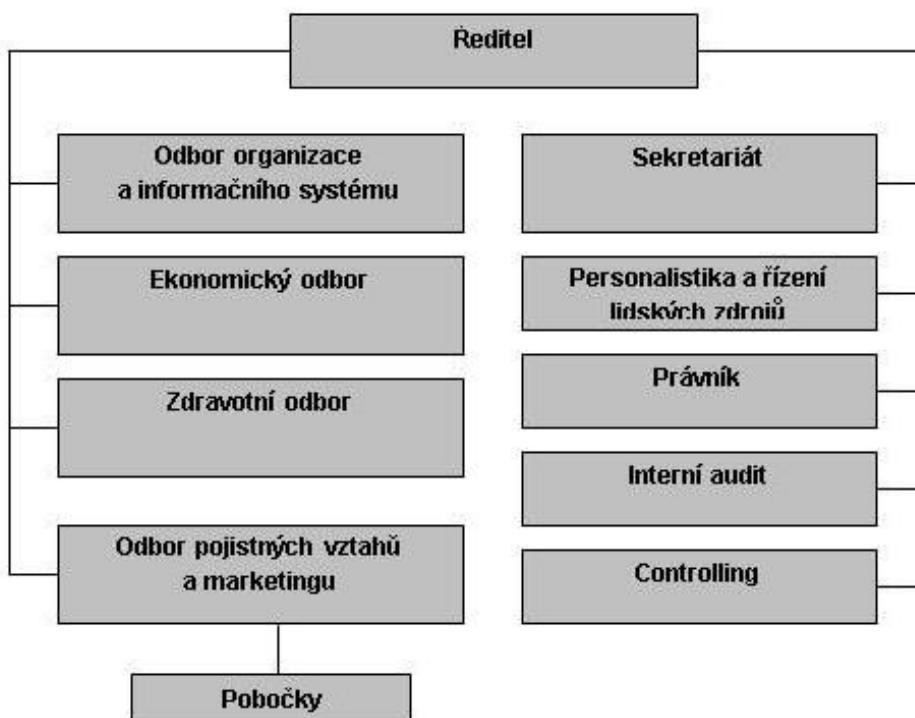 Ředitel
Odbor organizace
a informačního systému
Ekonomický odbor
Zdravotní odbor
Odbor pojistných vztahů
a marketingu
Pobočky
Sekretariát
Personalistika a řízení
lidských zdrojů
Právník
Interní audit
Controlling